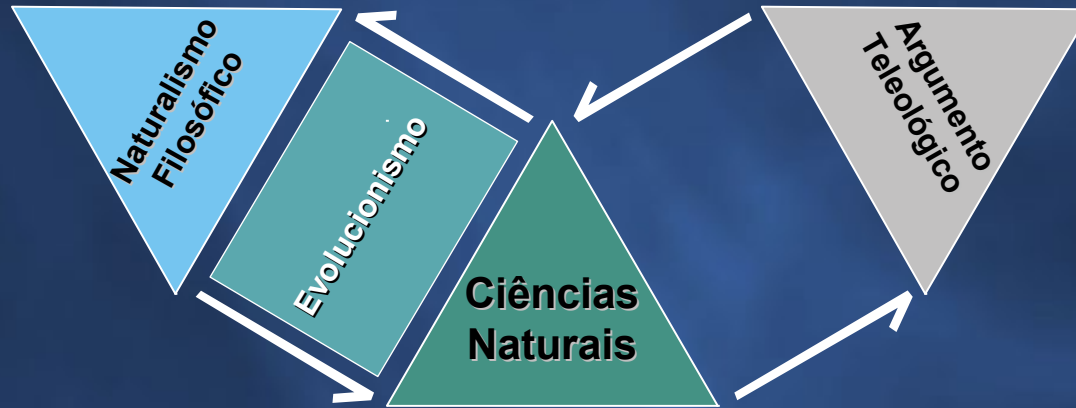 Naturalismo
Filosófico
Evolucionismo
Ciências
Naturais
Argumento
Teleológico